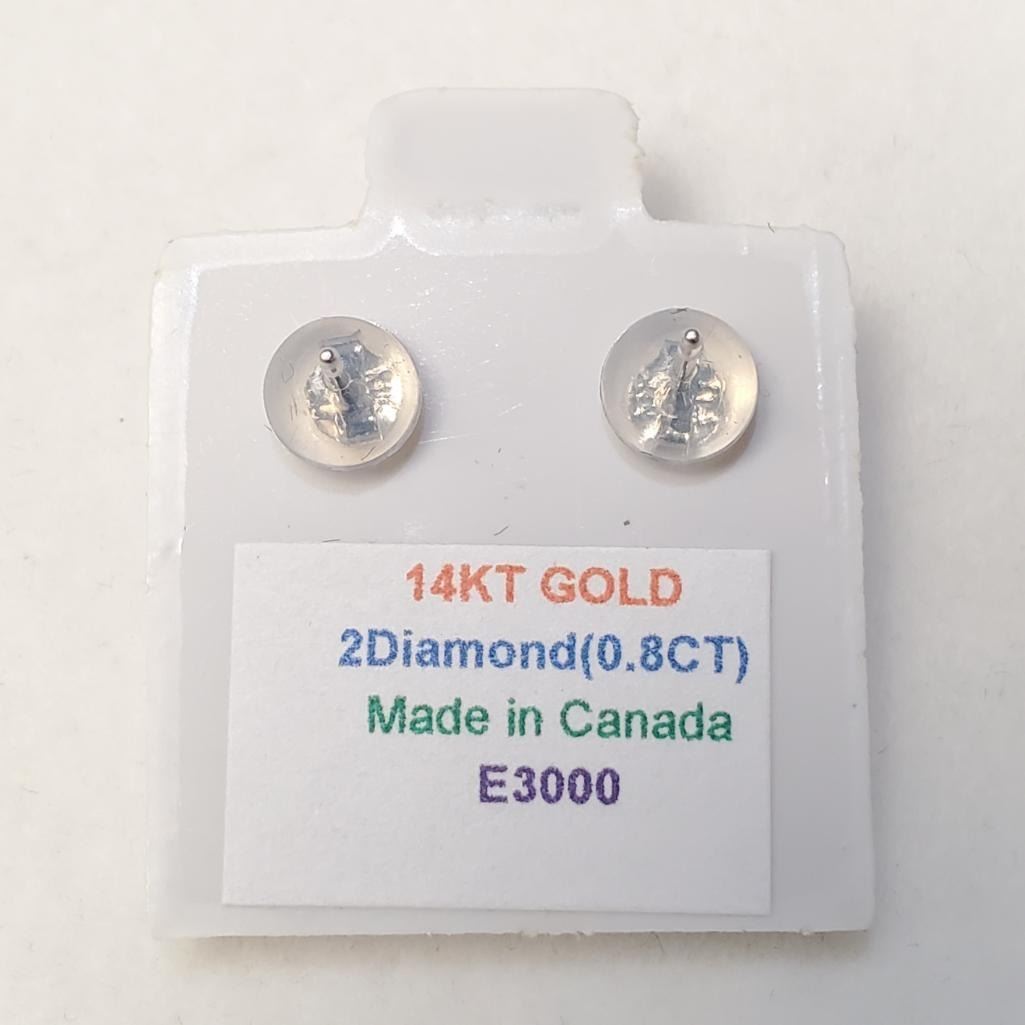 14KT GOLD
2Diamond(0.8CT)
Made in Canada
E3000